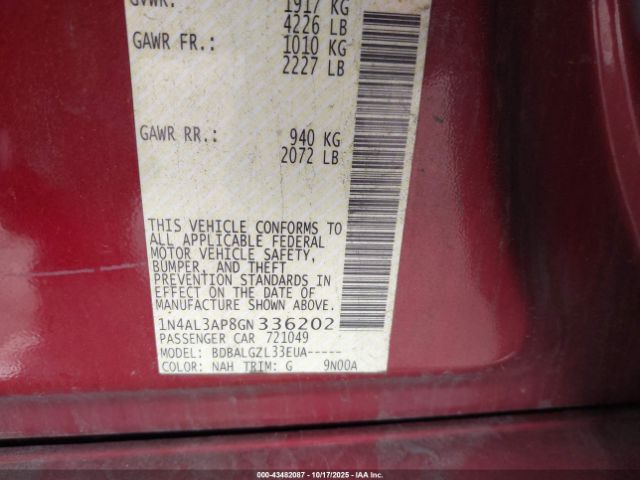 GVWR: 1917 KG
4226 LB
GAWR FR.: 1010 KG
2227 LB
GAWR RR.: 940 KG
2072 LB
THIS VEHICLE CONFORMS TO
ALL APPLICABLE FEDERAL
MOTOR VEHICLE SAFETY,
BUMPER, AND THEFT
PREVENTION STANDARDS IN
EFFECT ON THE DATE OF
MANUFACTURE SHOWN ABOVE.
1N4AL3AP8GN336202
PASSENGER CAR 721049
MODEL: BDBALGZL33EUA-----
COLOR: NAH TRIM: G 9N00A
000-43482087 | 10/17/2025 | Copyright © IAA, Inc.